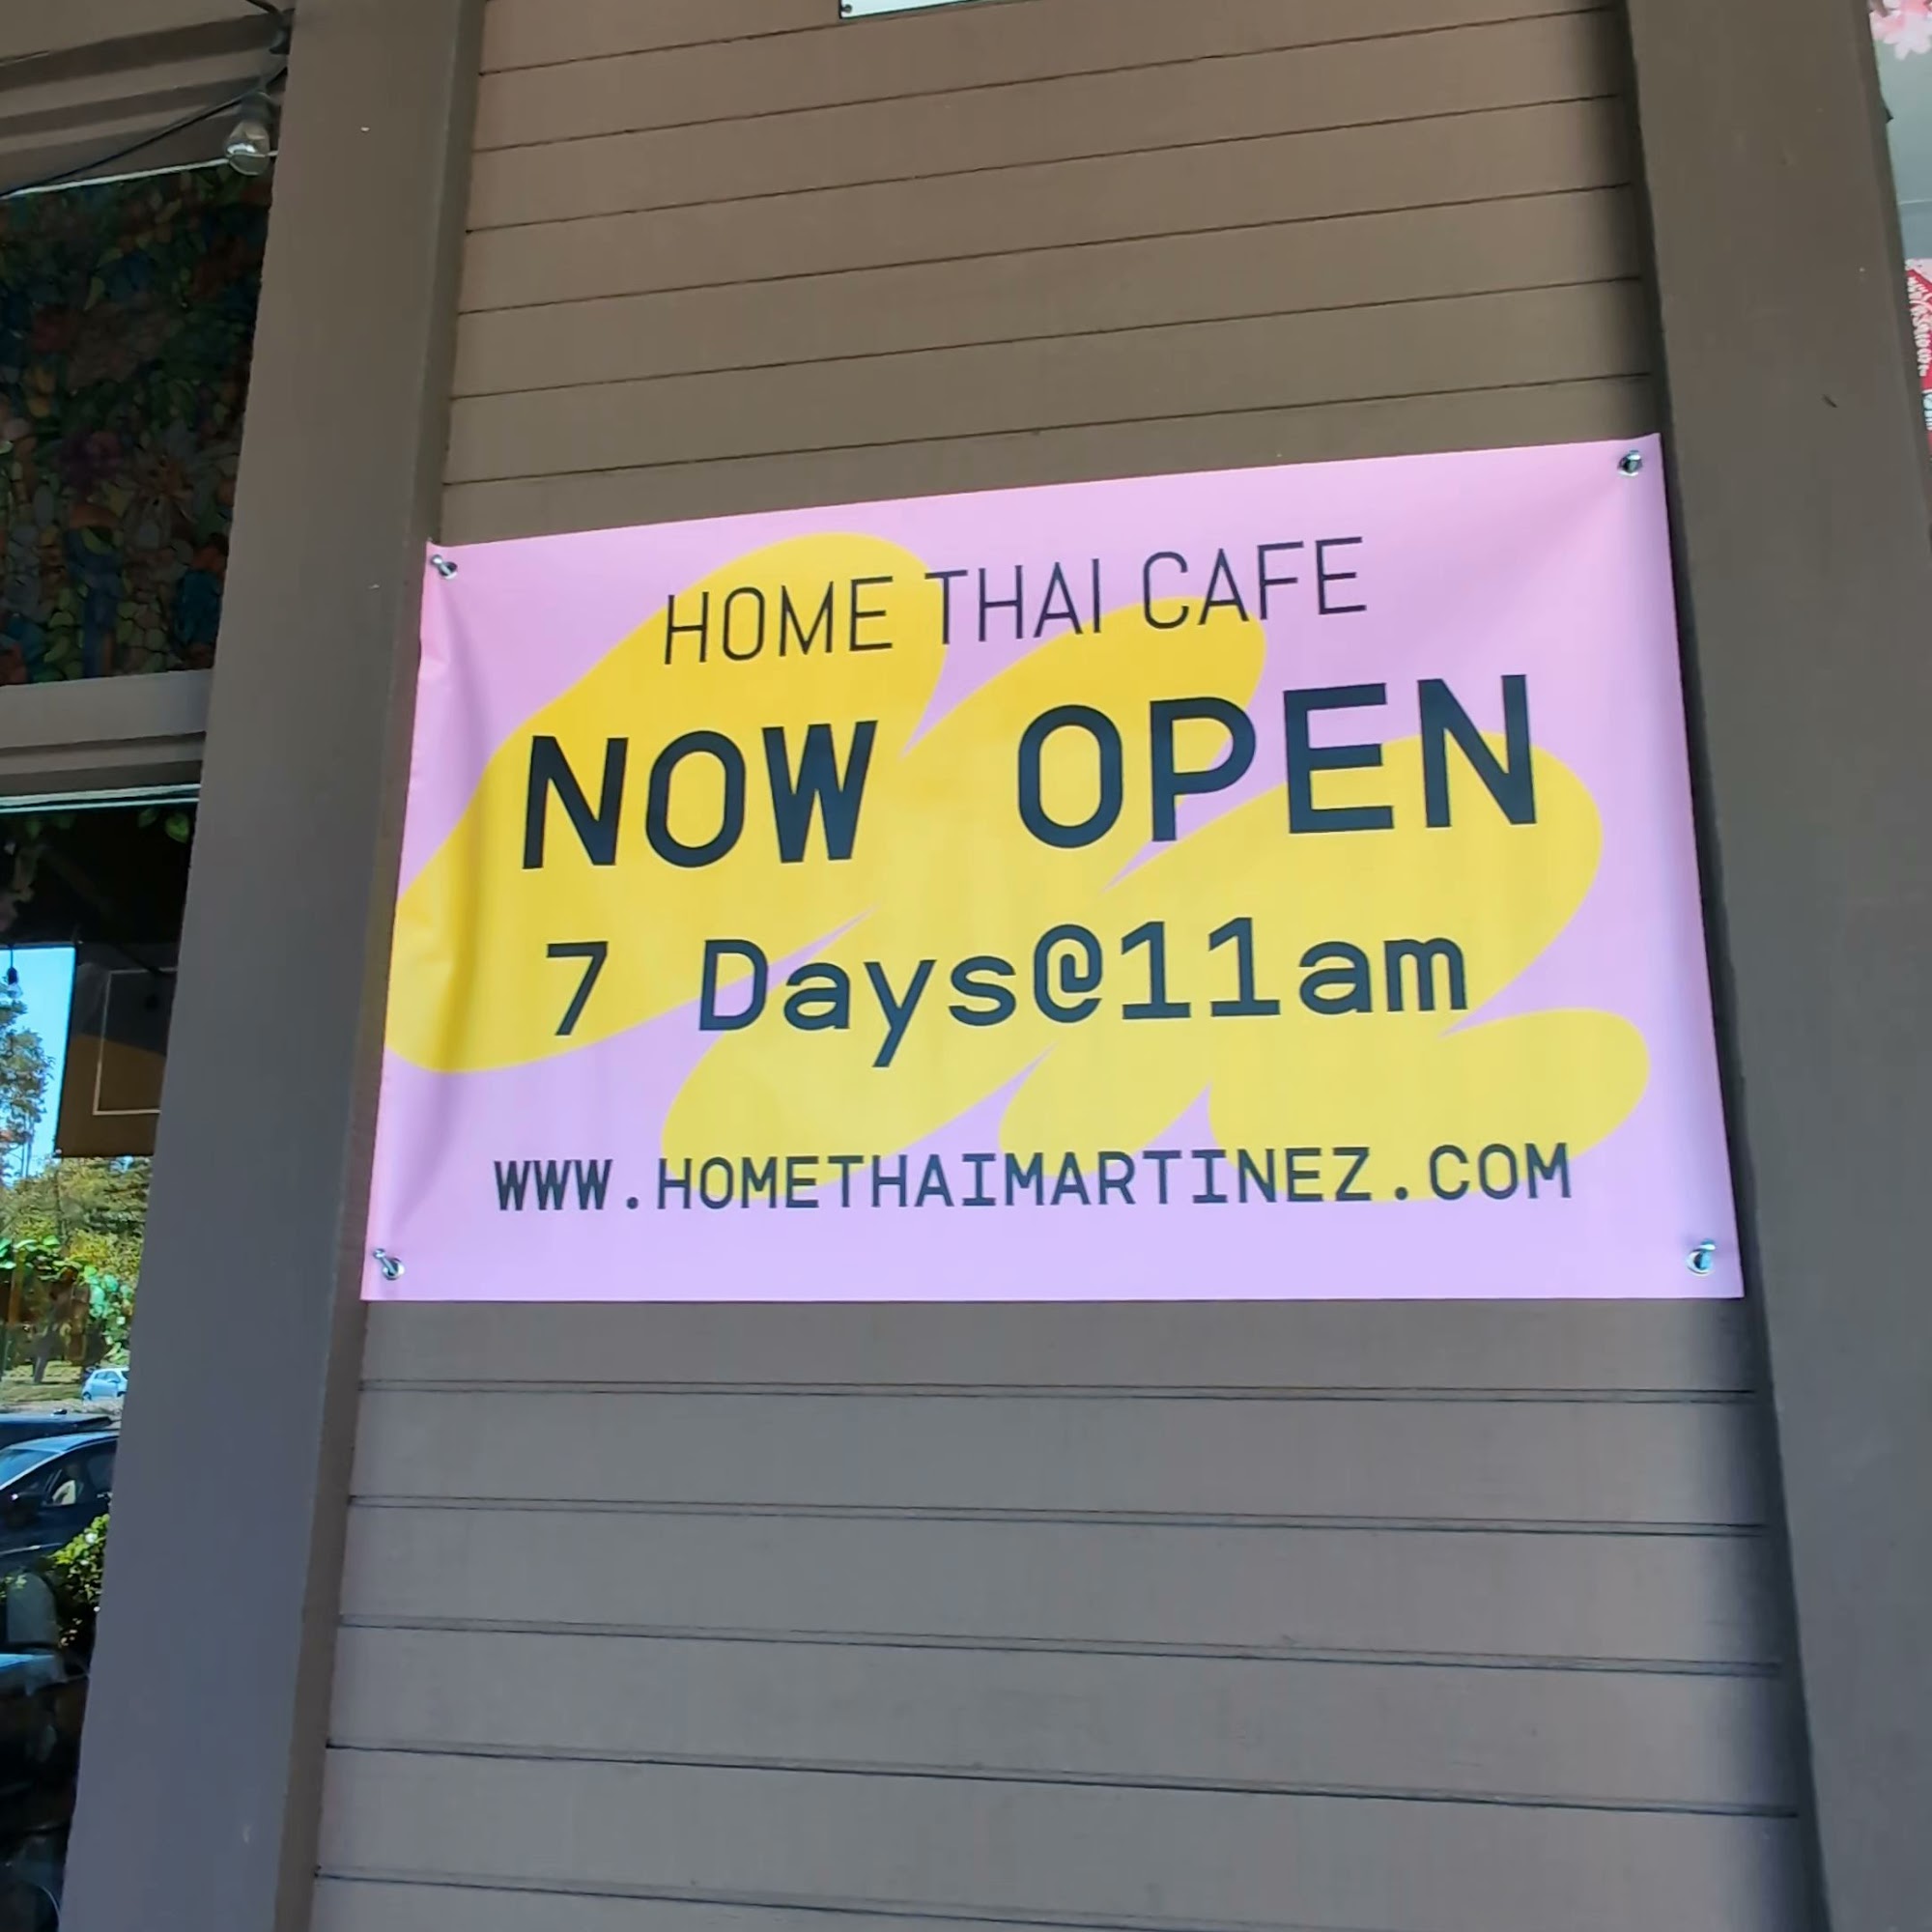 HOME THAI CAFE
NOW OPEN
7 Days@11am
WWW.HOMETHAIMARTINEZ.COM